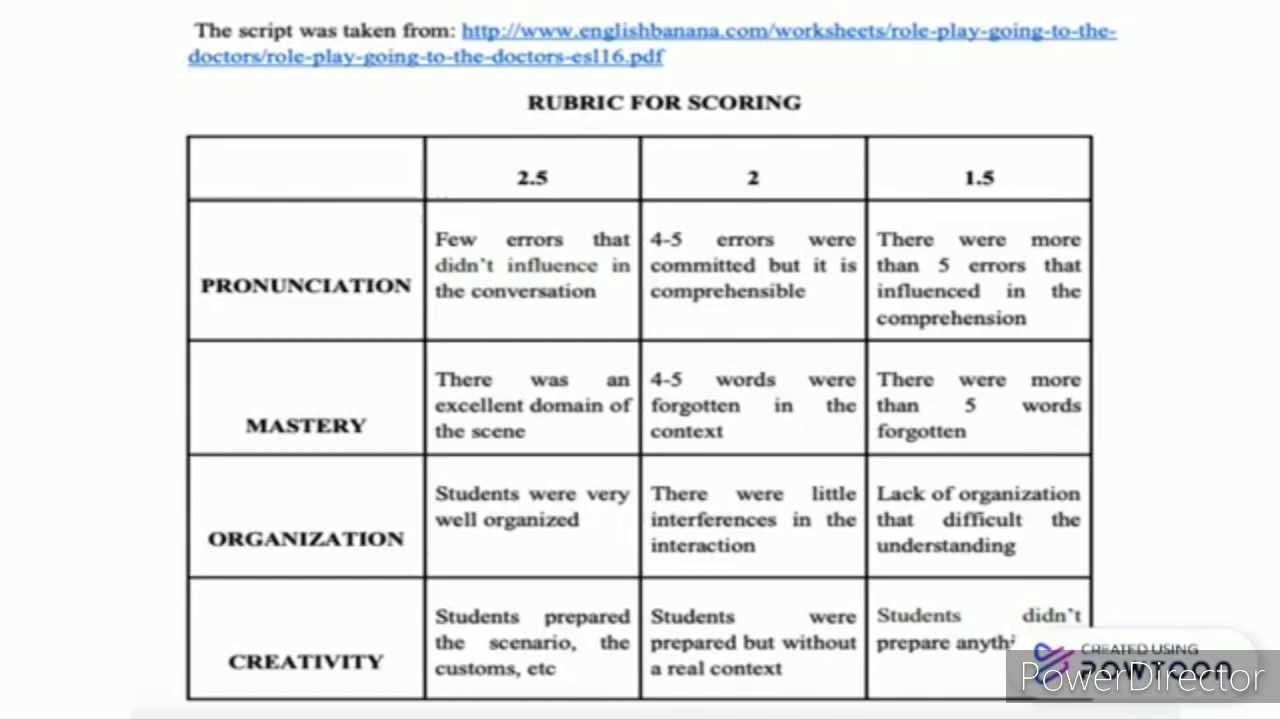 The script was taken from: http://www.englishbanana.com/worksheets/role-play-going-to-the-
doctors/role-play-going-to-the-doctors-esl16.pdf
RUBRIC FOR SCORING
2.5
2
1.5
PRONUNCIATION
Few errors that
didn't influence in
the conversation
4-5 errors were
committed but it is
comprehensible
There were more
than 5 errors that
influenced in the
comprehension
MASTERY
There was an
excellent domain of
the scene
4-5 words were
forgotten in the
context
There were more
than 5 words
forgotten
ORGANIZATION
Students were very
well organized
There were little
interferences in the
interaction
Lack of organization
that difficult the
understanding
CREATIVITY
Students prepared
the scenario, the
customs, etc
Students were
prepared but without
a real context
Students didn't
prepare
CREATED USING
POWTOON
PowerDirector